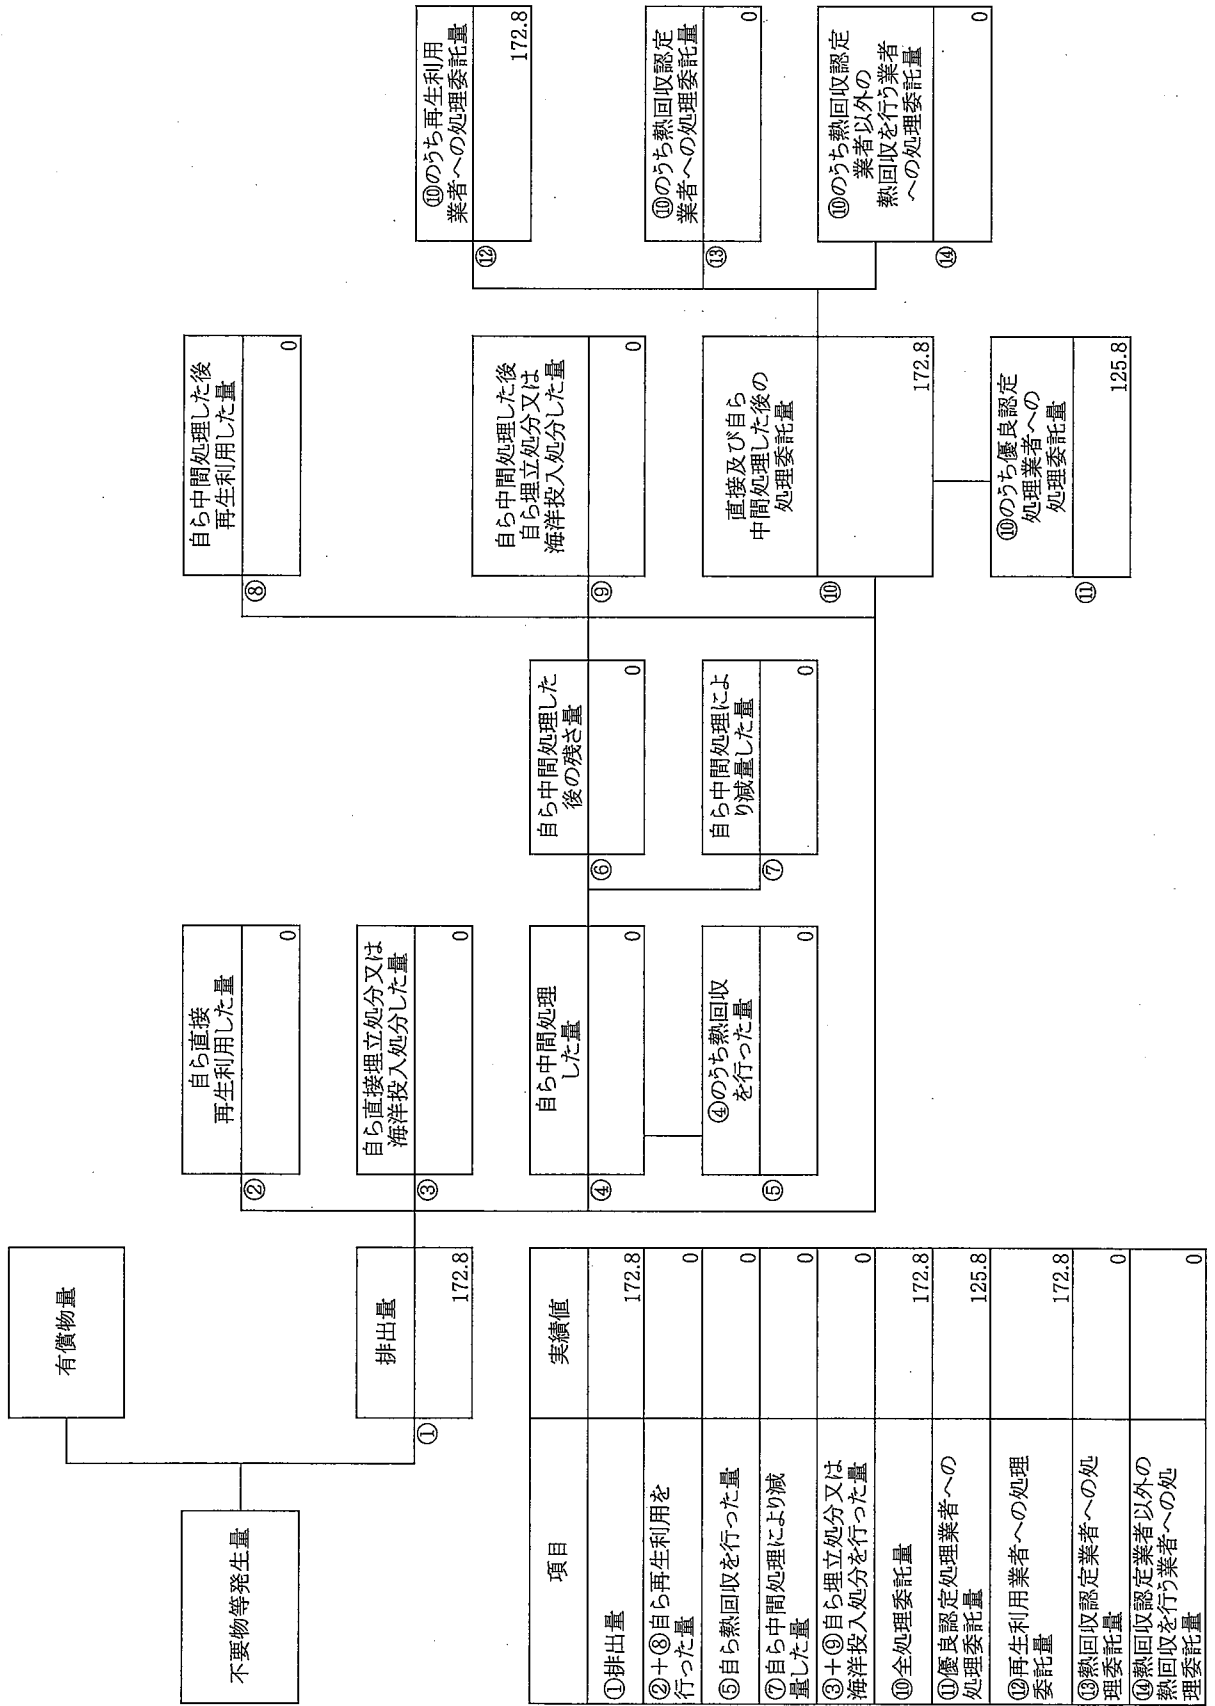 有償物量
不要物等発生量
①
排出量
172.8
②
自ら直接
再生利用した量
0
③
自ら直接埋立処分又は
海洋投入処分した量
0
④
自ら中間処理
した量
0
⑤
④のうち熱回収
を行った量
0
⑥
自ら中間処理した
後の残さ量
0
⑦
自ら中間処理によ
り減量した量
0
⑧
自ら中間処理した後
再生利用した量
0
⑨
自ら中間処理した後
自ら埋立処分又は
海洋投入処分した量
0
⑩
直接及び自ら
中間処理した後の
処理委託量
172.8
⑪
⑩のうち優良認定
処理業者への
処理委託量
125.8
⑫
⑩のうち再生利用
業者への処理委託量
172.8
⑬
⑩のうち熱回収認定
業者への処理委託量
0
⑭
⑩のうち熱回収認定
業者以外の
熱回収を行う業者
への処理委託量
0
項目
実績値
①排出量
172.8
②+⑧自ら再生利用を
行った量
0
⑤自ら熱回収を行った量
0
⑦自ら中間処理により減
量した量
0
③+⑨自ら埋立処分又は
海洋投入処分を行った量
0
⑩全処理委託量
172.8
⑪優良認定処理業者への
処理委託量
125.8
⑫再生利用業者への処理
委託量
172.8
⑬熱回収認定業者への処
理委託量
0
⑭熱回収認定業者以外の
熱回収を行う業者への処
理委託量
0